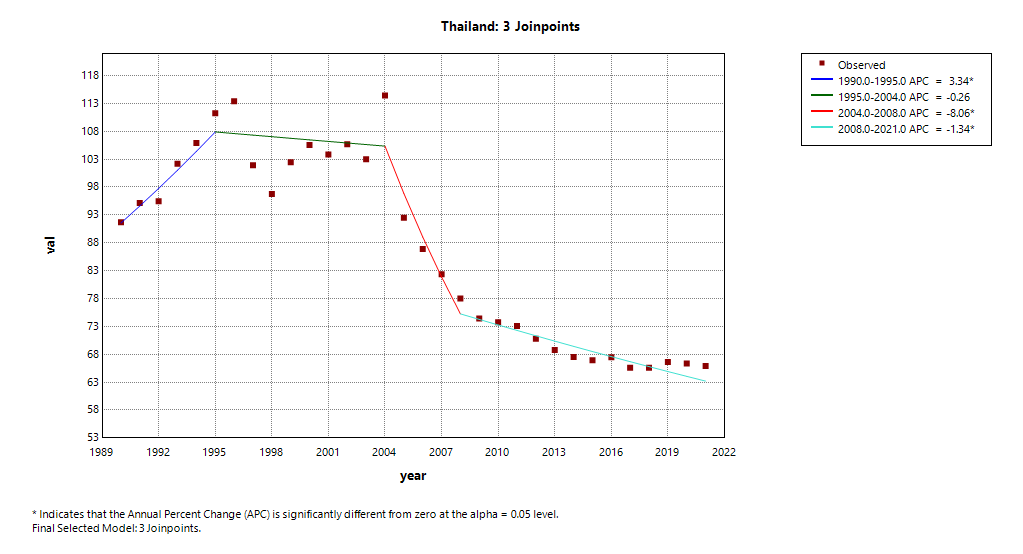 Thailand: 3 Joinpoints
118
113
108
103
98
93
88
83
78
73
68
63
58
53
val
1989 1992 1995 1998 2001 2004 2007 2010 2013 2016 2019 2022
year
Observed
1990.0-1995.0 APC = 3.34*
1995.0-2004.0 APC = -0.26
2004.0-2008.0 APC = -8.06*
2008.0-2021.0 APC = -1.34*
* Indicates that the Annual Percent Change (APC) is significantly different from zero at the alpha = 0.05 level.
Final Selected Model: 3 Joinpoints.